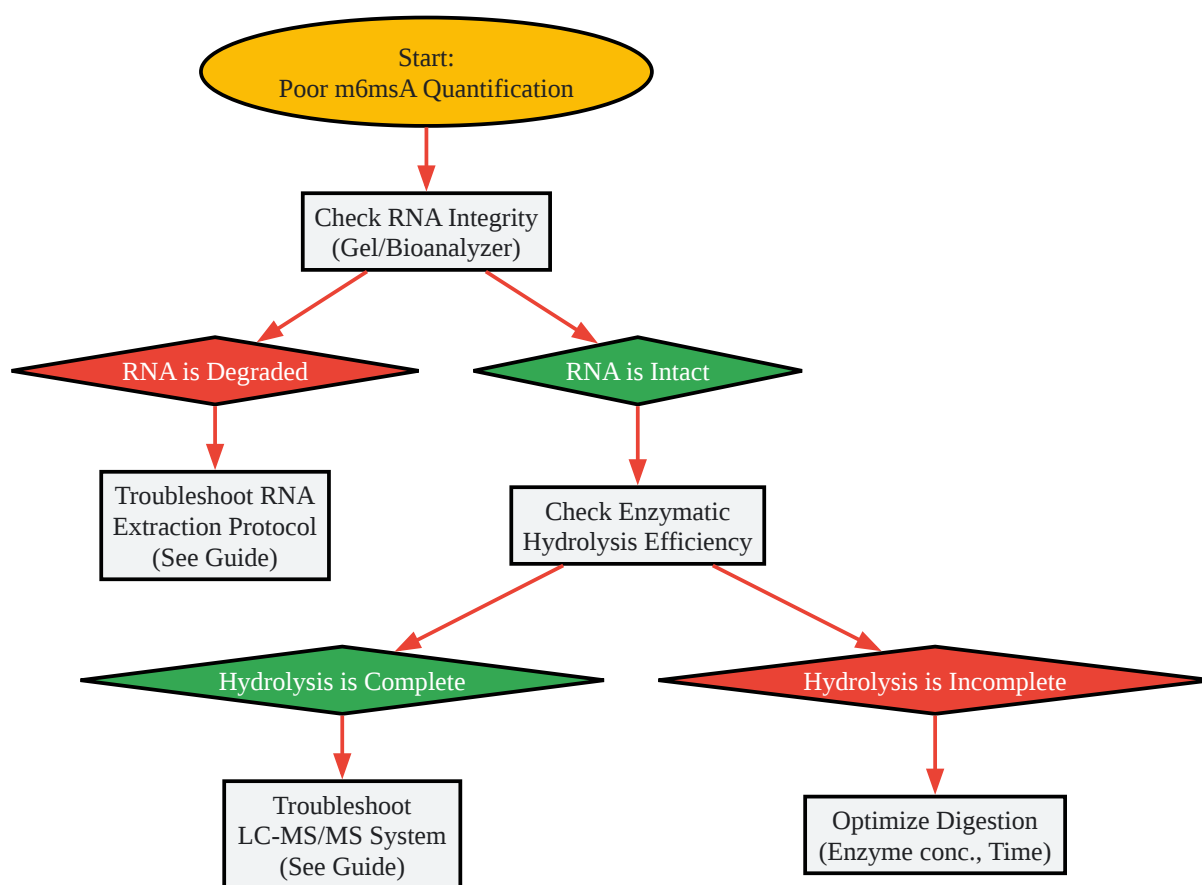 Start:
Poor m6msA Quantification
Check RNA Integrity
(Gel/Bioanalyzer)
RNA is Degraded
RNA is Intact
Troubleshoot RNA
Extraction Protocol
(See Guide)
Check Enzymatic
Hydrolysis Efficiency
Hydrolysis is Complete
Hydrolysis is Incomplete
Troubleshoot
LC-MS/MS System
(See Guide)
Optimize Digestion
(Enzyme conc., Time)